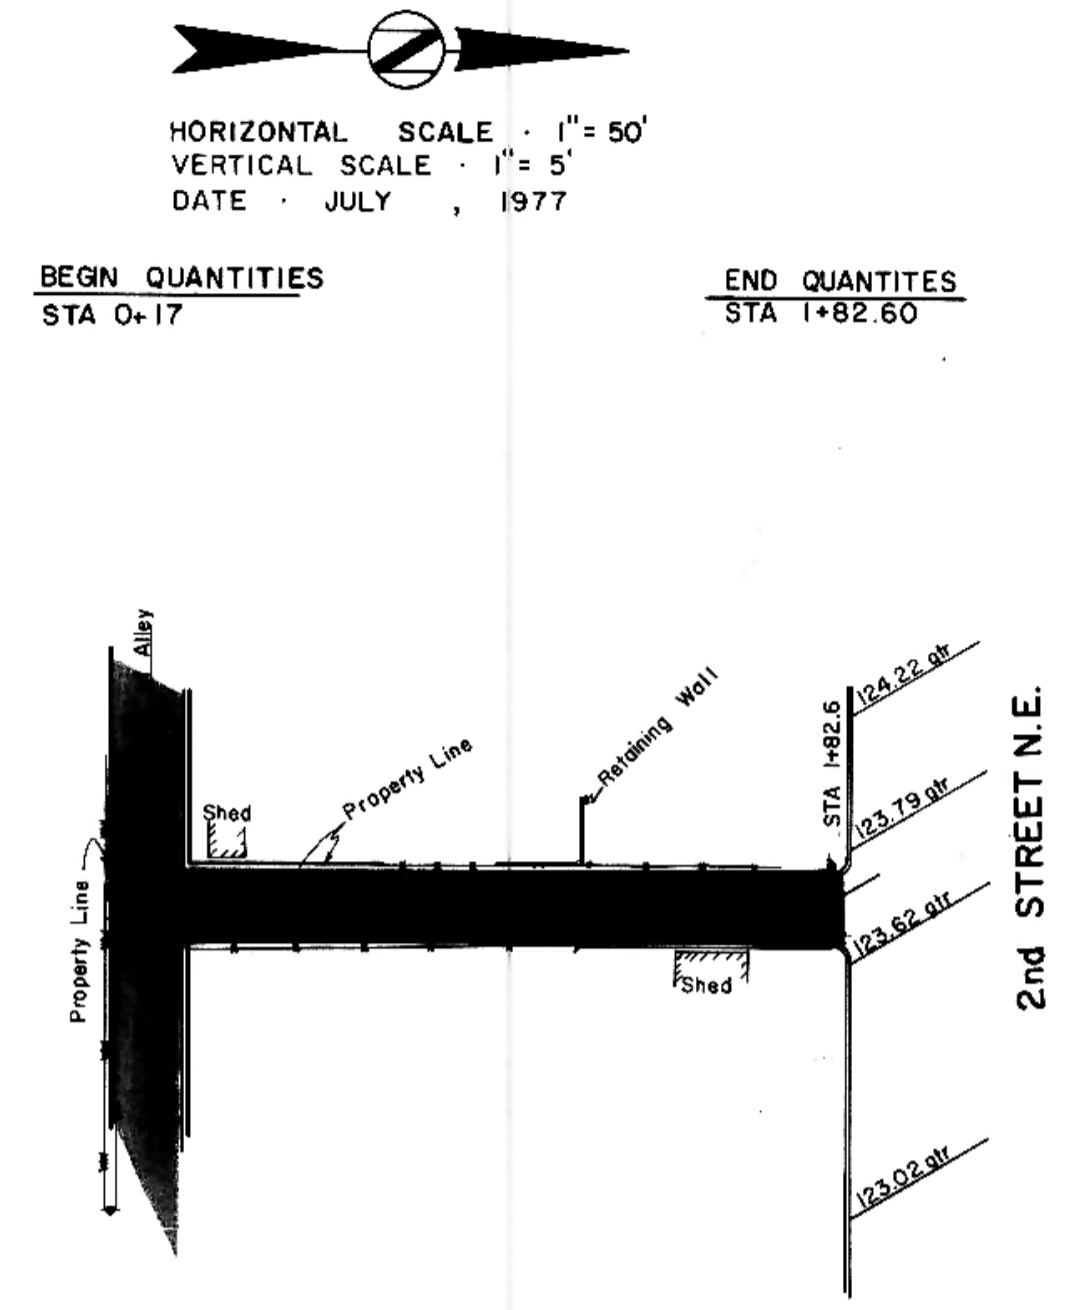 HORIZONTAL SCALE · 1"= 50'
VERTICAL SCALE · 1"= 5'
DATE · JULY , 1977
BEGIN QUANTITIES
STA 0+17
END QUANTITES
STA 1+82.60
Alley
Shed
Property Line
Retaining Wall
STA 1+82.6
124.22 gtr
123.79 gtr
123.62 gtr
123.02 gtr
2nd STREET N.E.
Property Line
Shed